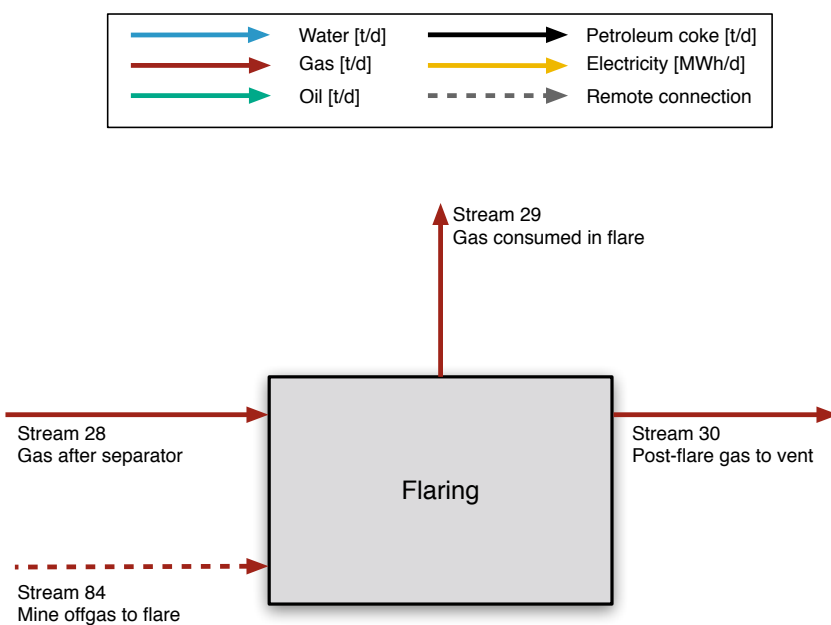 Water [t/d]
Petroleum coke [t/d]
Gas [t/d]
Electricity [MWh/d]
Oil [t/d]
Remote connection
Stream 29
Gas consumed in flare
Stream 28
Gas after separator
Stream 30
Post-flare gas to vent
Flaring
Stream 84
Mine offgas to flare